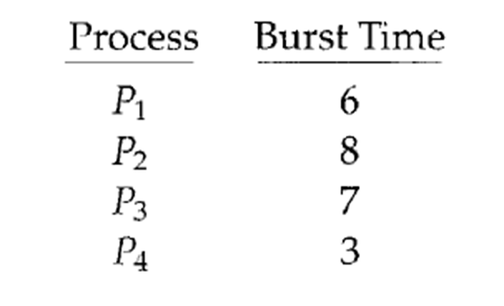 Process Burst Time
P₁ 6
P₂ 8
P₃ 7
P₄ 3